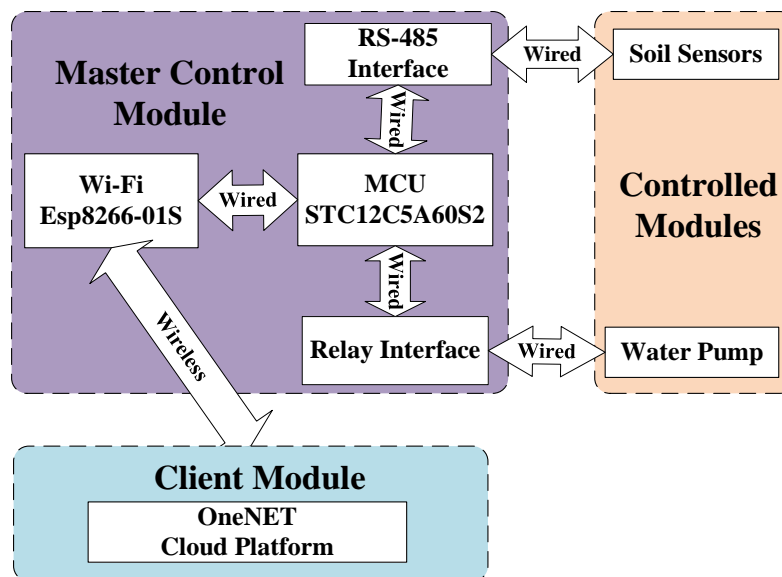 RS-485
Interface
Wired
Soil Sensors
Master Control
Module
Wired
Wi-Fi
Esp8266-01S
Wired
MCU
STC12C5A60S2
Controlled
Modules
Wired
Wireless
Relay Interface
Wired
Water Pump
Client Module
OneNET
Cloud Platform